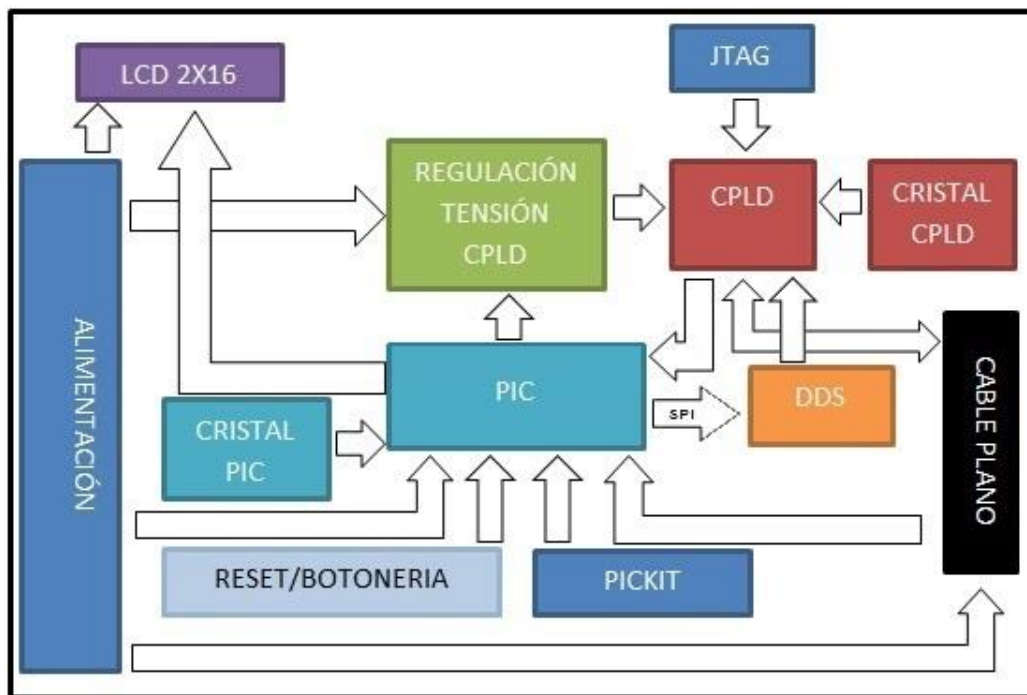 LCD 2X16
JTAG
REGULACIÓN
TENSIÓN
CPLD
CPLD
CRISTAL
CPLD
ALIMENTACIÓN
PIC
SPI
DDS
CABLE PLANO
CRISTAL
PIC
RESET/BOTONERIA
PICKIT